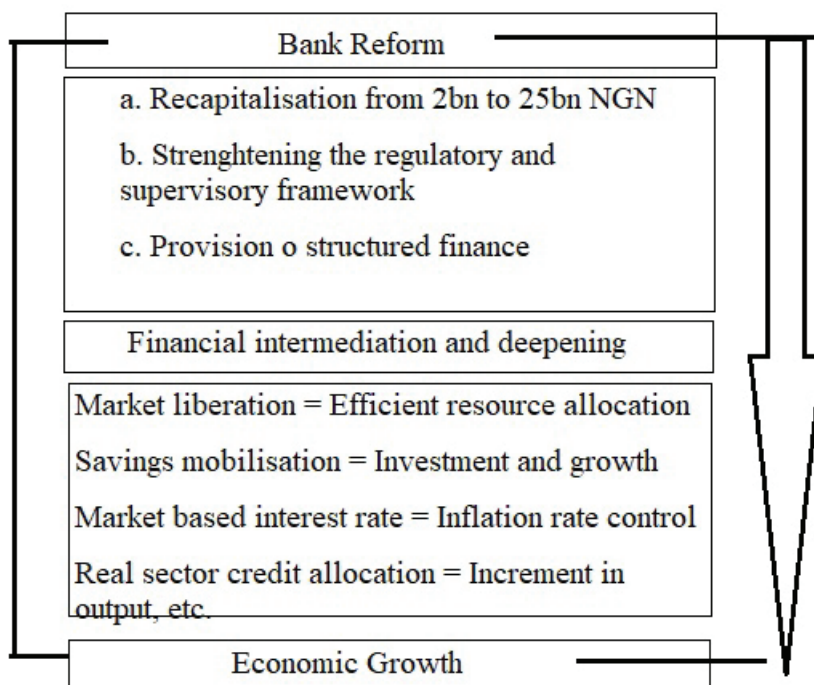 Bank Reform
a. Recapitalisation from 2bn to 25bn NGN
b. Strenghtening the regulatory and
supervisory framework
c. Provision o structured finance
Financial intermediation and deepening
Market liberation = Efficient resource allocation
Savings mobilisation = Investment and growth
Market based interest rate = Inflation rate control
Real sector credit allocation = Increment in
output, etc.
Economic Growth